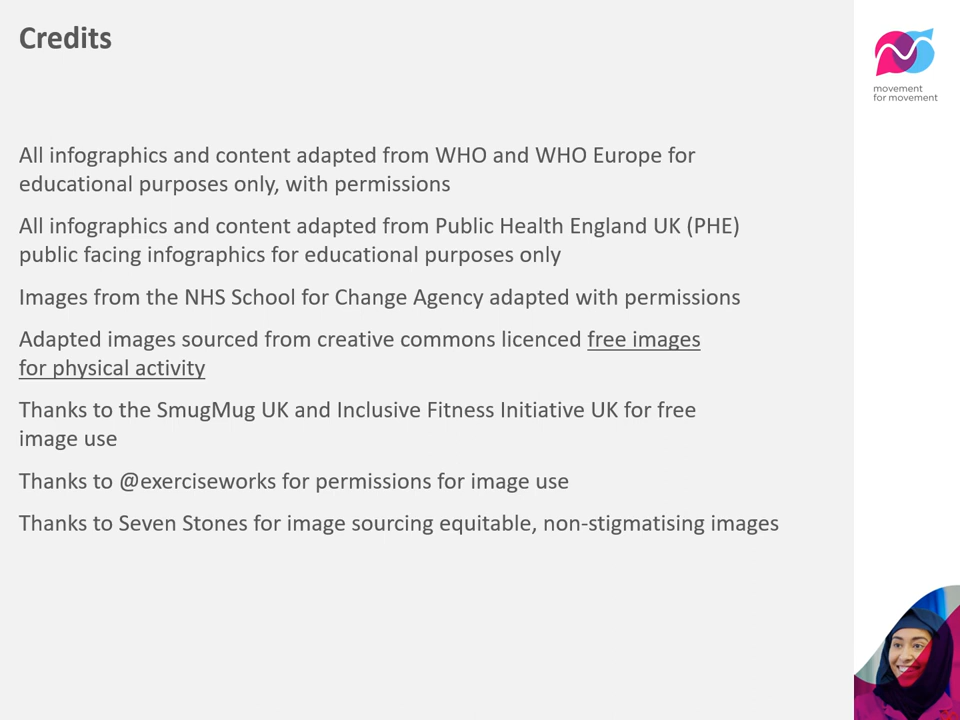 Credits
movement
for movement
All infographics and content adapted from WHO and WHO Europe for
educational purposes only, with permissions
All infographics and content adapted from Public Health England UK (PHE)
public facing infographics for educational purposes only
Images from the NHS School for Change Agency adapted with permissions
Adapted images sourced from creative commons licenced free images
for physical activity
Thanks to the SmugMug UK and Inclusive Fitness Initiative UK for free
image use
Thanks to @exerciseworks for permissions for image use
Thanks to Seven Stones for image sourcing equitable, non-stigmatising images